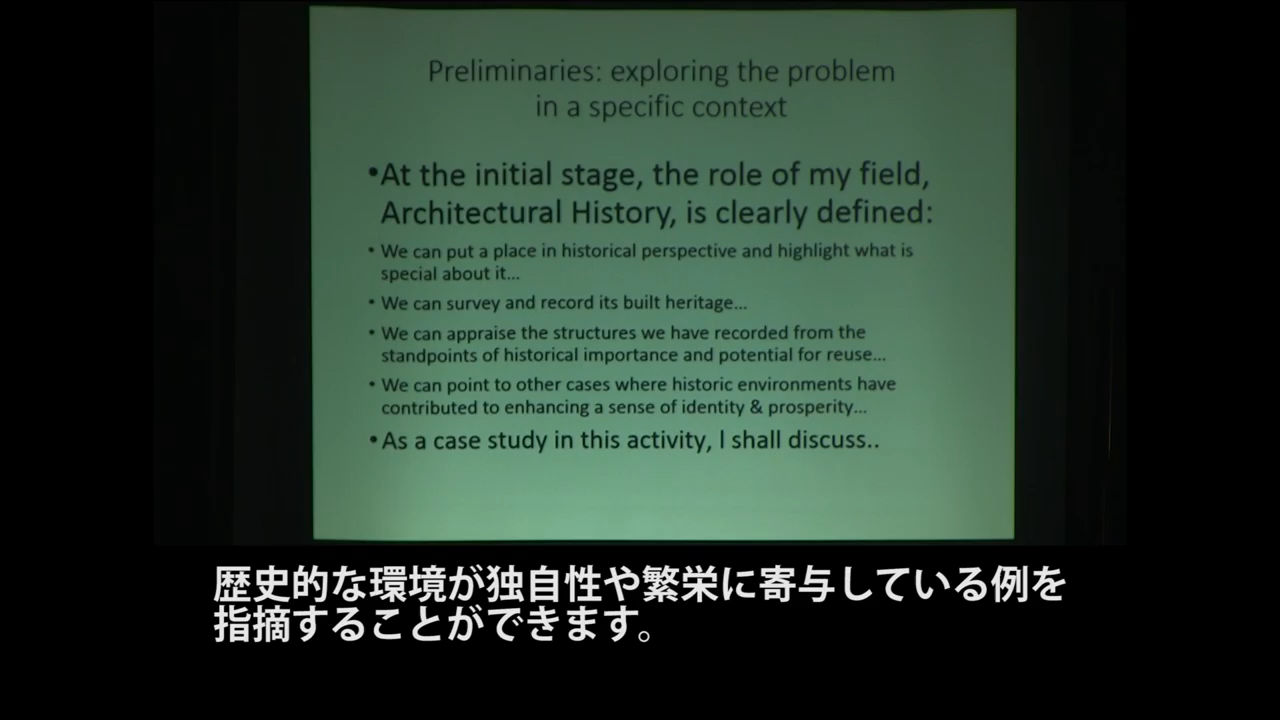 Preliminaries: exploring the problem
in a specific context
•At the initial stage, the role of my field,
Architectural History, is clearly defined:
• We can put a place in historical perspective and highlight what is
special about it...
• We can survey and record its built heritage...
• We can appraise the structures we have recorded from the
standpoints of historical importance and potential for reuse...
• We can point to other cases where historic environments have
contributed to enhancing a sense of identity & prosperity...
• As a case study in this activity, I shall discuss..
歴史的な環境が独自性や繁栄に寄与している例を
指摘することができます。